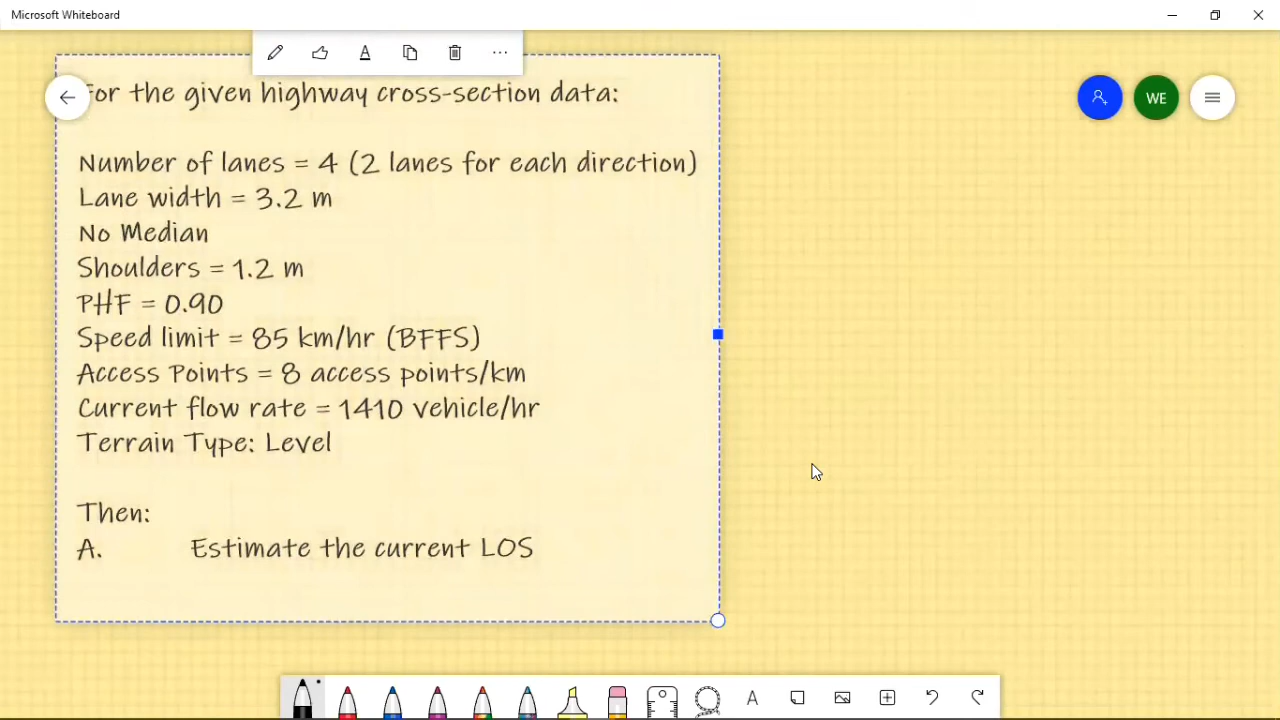 Microsoft Whiteboard
For the given highway cross-section data:
Number of lanes = 4 (2 lanes for each direction)
Lane width = 3.2 m
No Median
Shoulders = 1.2 m
PHF = 0.90
Speed limit = 85 km/hr (BFFS)
Access Points = 8 access points/km
Current flow rate = 1410 vehicle/hr
Terrain Type: Level
Then:
A. Estimate the current LOS
WE
A
A